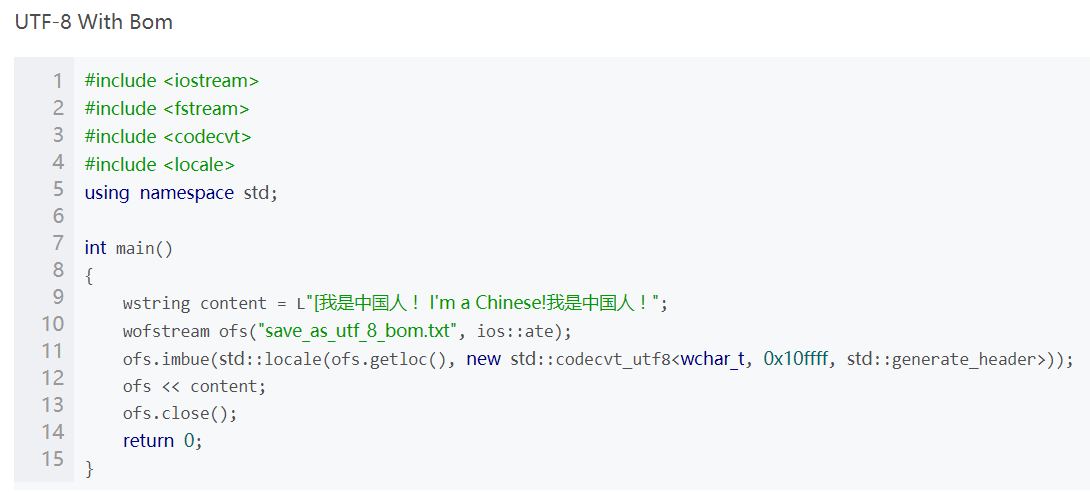 UTF-8 With Bom
1 #include <iostream>
2 #include <fstream>
3 #include <codecvt>
4 #include <locale>
5 using namespace std;
6
7 int main()
8 {
9     wstring content = L"[我是中国人！ I'm a Chinese!我是中国人！";
10     wofstream ofs("save_as_utf_8_bom.txt", ios::ate);
11     ofs.imbue(std::locale(ofs.getloc(), new std::codecvt_utf8<wchar_t, 0x10ffff, std::generate_header>));
12     ofs << content;
13     ofs.close();
14     return 0;
15 }